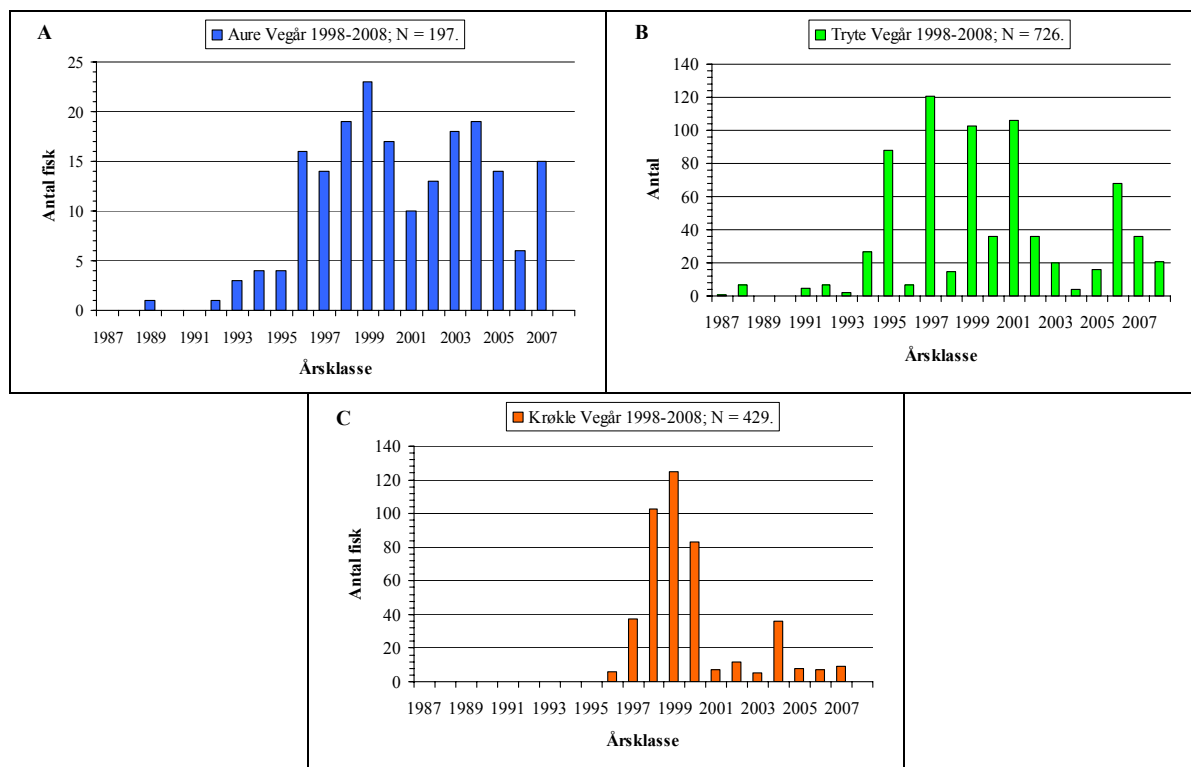 A
Aure Vegår 1998-2008; N = 197.
25
20
15
10
5
0
Antal fisk
1987 1989 1991 1993 1995 1997 1999 2001 2003 2005 2007
Årsklasse
B
Tryte Vegår 1998-2008; N = 726.
140
120
100
80
60
40
20
0
Antal
1987 1989 1991 1993 1995 1997 1999 2001 2003 2005 2007
Årsklasse
C
Krøkle Vegår 1998-2008; N = 429.
140
120
100
80
60
40
20
0
Antal fisk
1987 1989 1991 1993 1995 1997 1999 2001 2003 2005 2007
Årsklasse